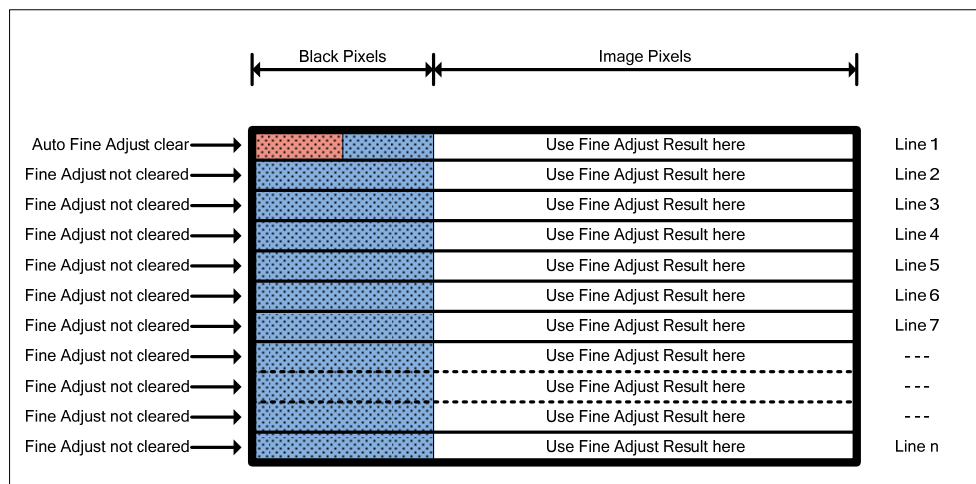 Black Pixels Image Pixels
Auto Fine Adjust clear Use Fine Adjust Result here Line 1
Fine Adjust not cleared Use Fine Adjust Result here Line 2
Fine Adjust not cleared Use Fine Adjust Result here Line 3
Fine Adjust not cleared Use Fine Adjust Result here Line 4
Fine Adjust not cleared Use Fine Adjust Result here Line 5
Fine Adjust not cleared Use Fine Adjust Result here Line 6
Fine Adjust not cleared Use Fine Adjust Result here Line 7
Fine Adjust not cleared Use Fine Adjust Result here ---
Fine Adjust not cleared Use Fine Adjust Result here ---
Fine Adjust not cleared Use Fine Adjust Result here ---
Fine Adjust not cleared Use Fine Adjust Result here Line n